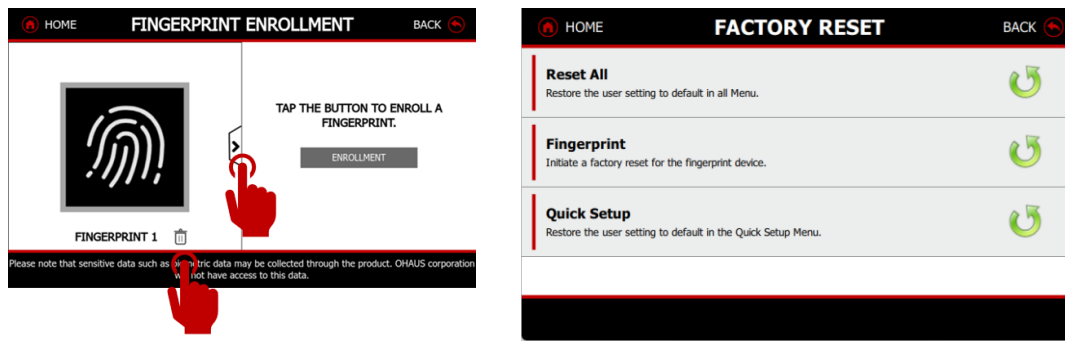 HOME FINGERPRINT ENROLLMENT BACK
TAP THE BUTTON TO ENROLL A
FINGERPRINT.
ENROLLMENT
FINGERPRINT 1
Please note that sensitive data such as data may be collected through the product. OHAUS corporation
not have access to this data.
HOME FACTORY RESET BACK
Reset All
Restore the user setting to default in all Menu.
Fingerprint
Initiate a factory reset for the fingerprint device.
Quick Setup
Restore the user setting to default in the Quick Setup Menu.